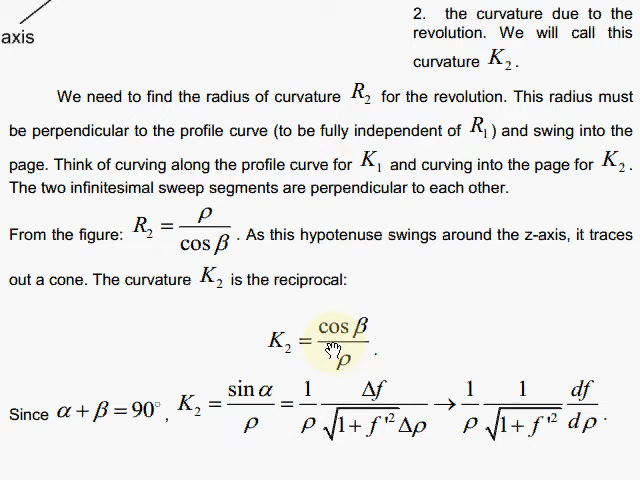 axis
2. the curvature due to the
revolution. We will call this
curvature K₂ .
We need to find the radius of curvature R₂ for the revolution. This radius must
be perpendicular to the profile curve (to be fully independent of R₁ ) and swing into the
page. Think of curving along the profile curve for K₁ and curving into the page for K₂ .
The two infinitesimal sweep segments are perpendicular to each other.
From the figure: R₂ = ρ / cos β . As this hypotenuse swings around the z-axis, it traces
out a cone. The curvature K₂ is the reciprocal:
K₂ = cos β / ρ .
Since α + β = 90° , K₂ = sin α / ρ = 1/ρ Δf / √(1 + f'²) Δρ → 1/ρ 1/√(1 + f'²) df/dρ .